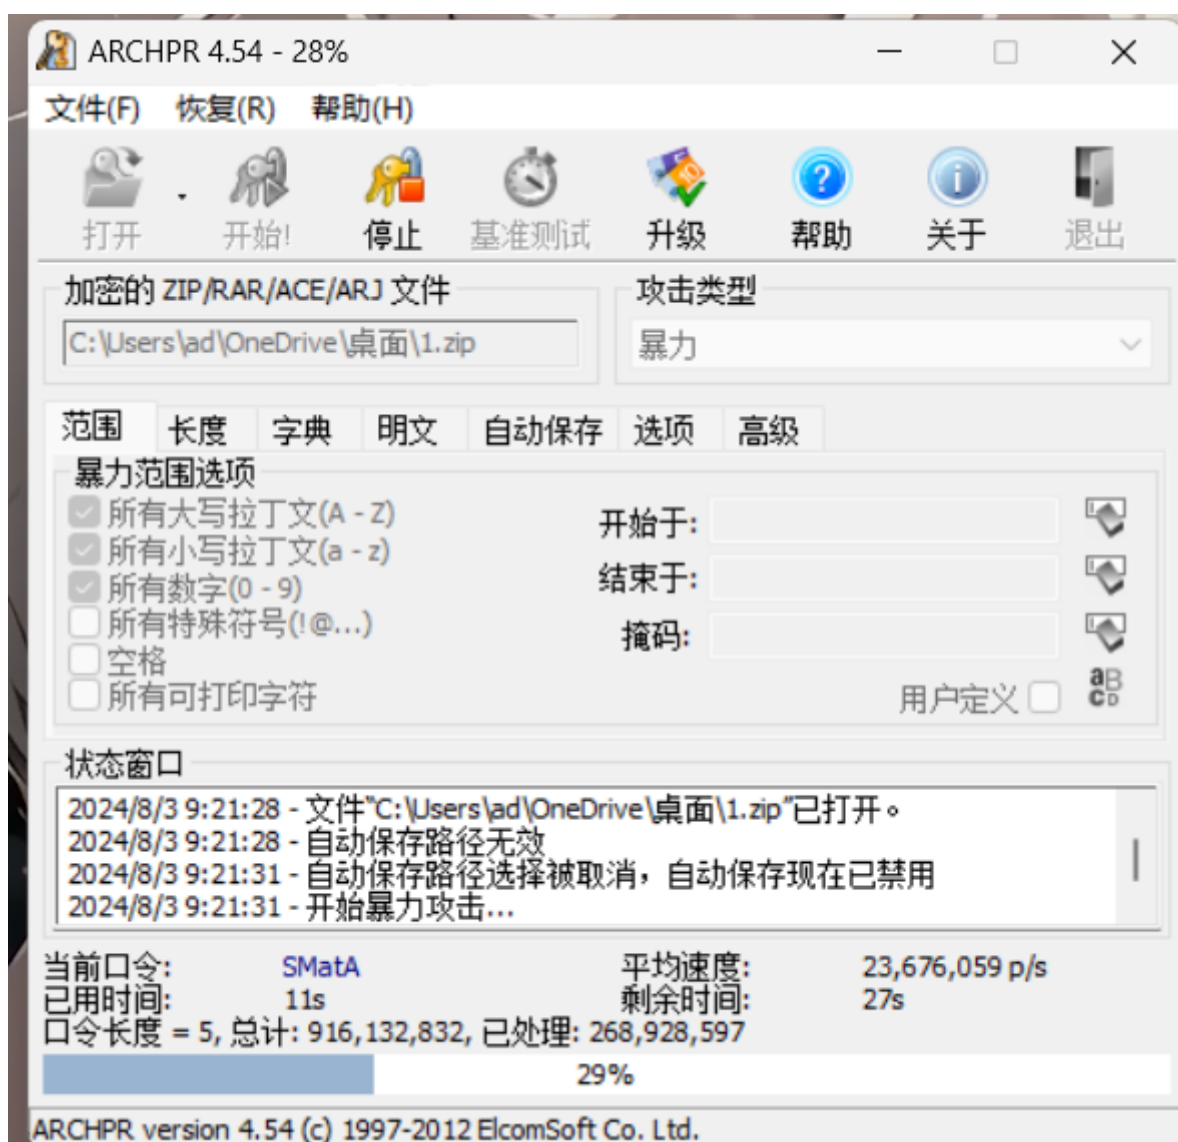 ARCHPR 4.54 - 28%
文件(F) 恢复(R) 帮助(H)
打开 开始! 停止 基准测试 升级 帮助 关于 退出
加密的 ZIP/RAR/ACE/ARJ 文件 攻击类型
C:\Users\ad\OneDrive\桌面\1.zip 暴力
范围 长度 字典 明文 自动保存 选项 高级
暴力范围选项
所有大写拉丁文(A - Z)
所有小写拉丁文(a - z)
所有数字(0 - 9)
所有特殊符号(!@...)
空格
所有可打印字符
开始于:
结束于:
掩码:
用户定义
aB
CD
状态窗口
2024/8/3 9:21:28 - 文件"C:\Users\ad\OneDrive\桌面\1.zip"已打开。
2024/8/3 9:21:28 - 自动保存路径无效
2024/8/3 9:21:31 - 自动保存路径选择被取消，自动保存现在已禁用
2024/8/3 9:21:31 - 开始暴力攻击...
当前口令: SMatA 平均速度: 23,676,059 p/s
已用时间: 11s 剩余时间: 27s
口令长度 = 5, 总计: 916,132,832, 已处理: 268,928,597
29%
ARCHPR version 4.54 (c) 1997-2012 ElcomSoft Co. Ltd.